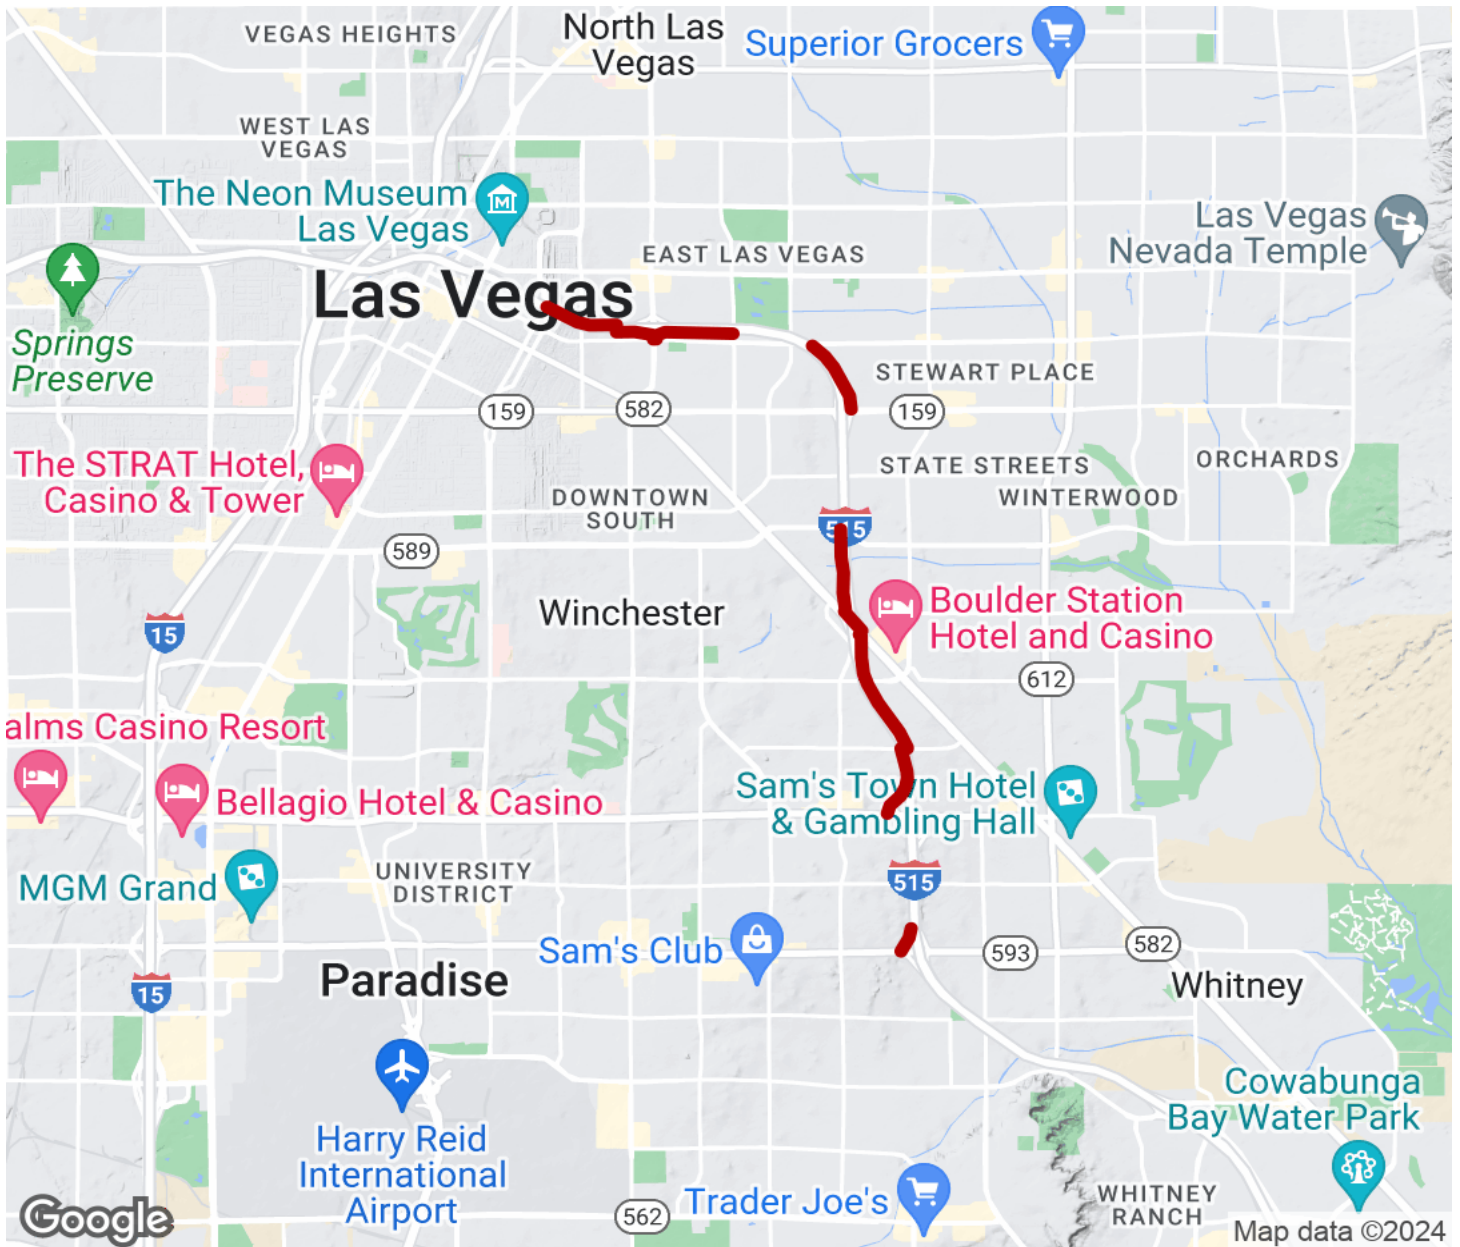 VEGAS HEIGHTS
North Las
Vegas
Superior Grocers
WEST LAS
VEGAS
The Neon Museum
Las Vegas
Las Vegas
Nevada Temple
EAST LAS VEGAS
Las Vegas
Springs
Preserve
STEWART PLACE
159
582
159
The STRAT Hotel,
Casino & Tower
STATE STREETS
ORCHARDS
DOWNTOWN
SOUTH
WINTERWOOD
515
589
Winchester
Boulder Station
Hotel and Casino
15
612
alms Casino Resort
Bellagio Hotel & Casino
Sam's Town Hotel
& Gambling Hall
UNIVERSITY
DISTRICT
MGM Grand
515
Sam's Club
593
582
Paradise
Whitney
15
Harry Reid
International
Airport
Cowabunga
Bay Water Park
Trader Joe's
WHITNEY
RANCH
562
Google
Map data ©2024